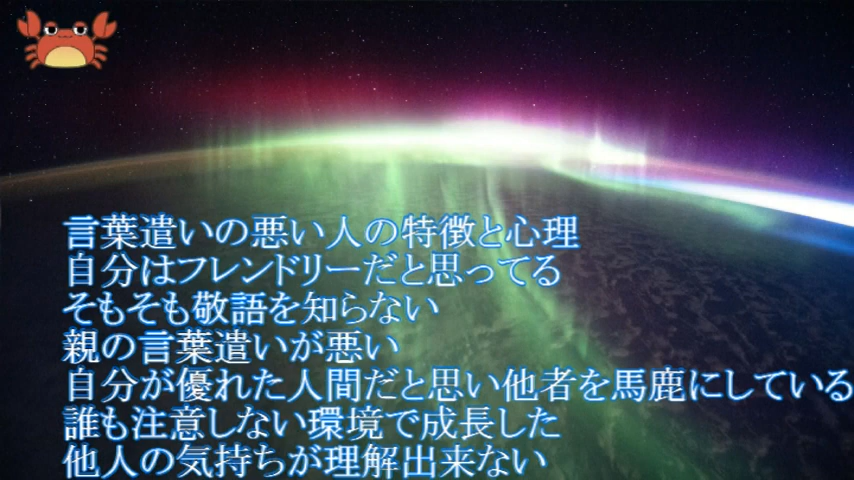 言葉遣いの悪い人の特徴と心理
自分はフレンドリーだと思ってる
そもそも敬語を知らない
親の言葉遣いが悪い
自分が優れた人間だと思い他者を馬鹿にしている
誰も注意しない環境で成長した
他人の気持ちが理解出来ない